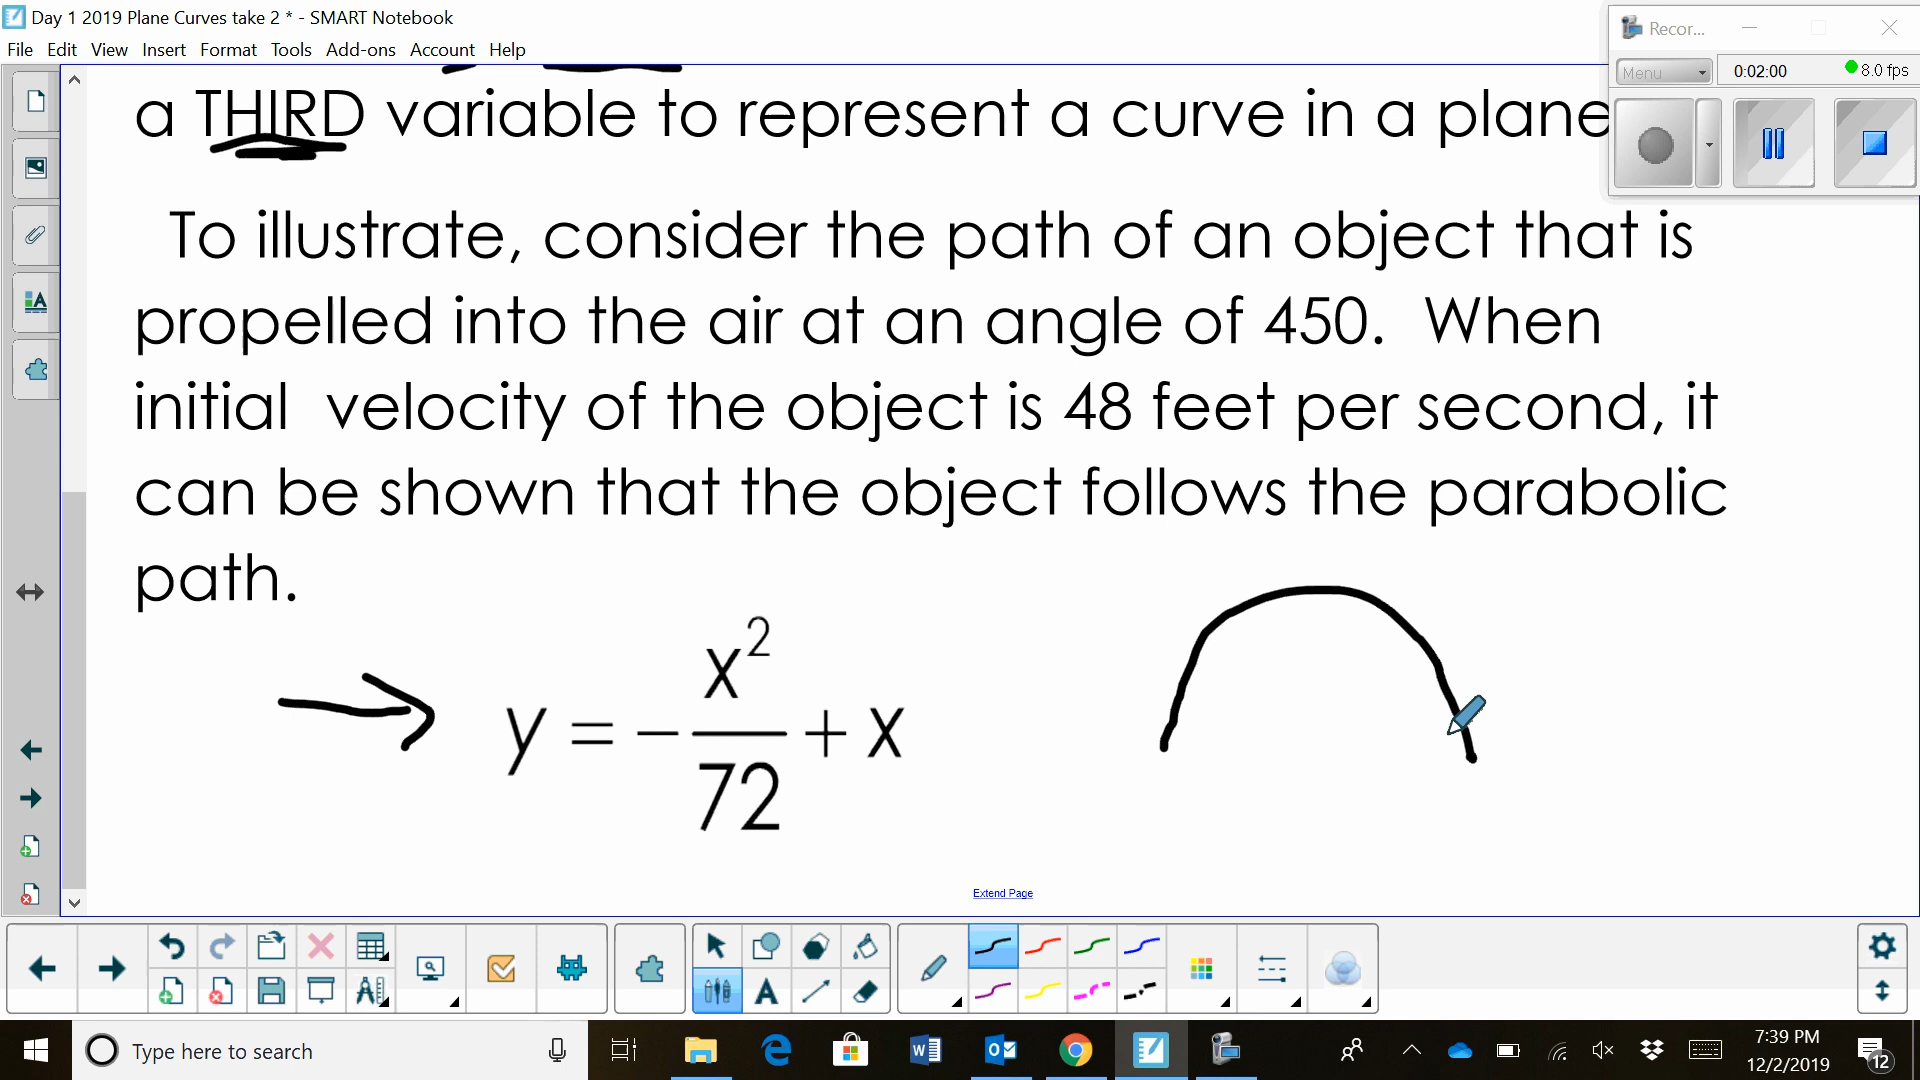 Day 1 2019 Plane Curves take 2 * - SMART Notebook
File Edit View Insert Format Tools Add-ons Account Help
Recor...
Menu 0:02:00 8.0 fps
a THIRD variable to represent a curve in a plane
To illustrate, consider the path of an object that is
propelled into the air at an angle of 450. When
initial velocity of the object is 48 feet per second, it
can be shown that the object follows the parabolic
path.
y = − x² / 72 + x
Extend Page
Type here to search
7:39 PM
12/2/2019
12